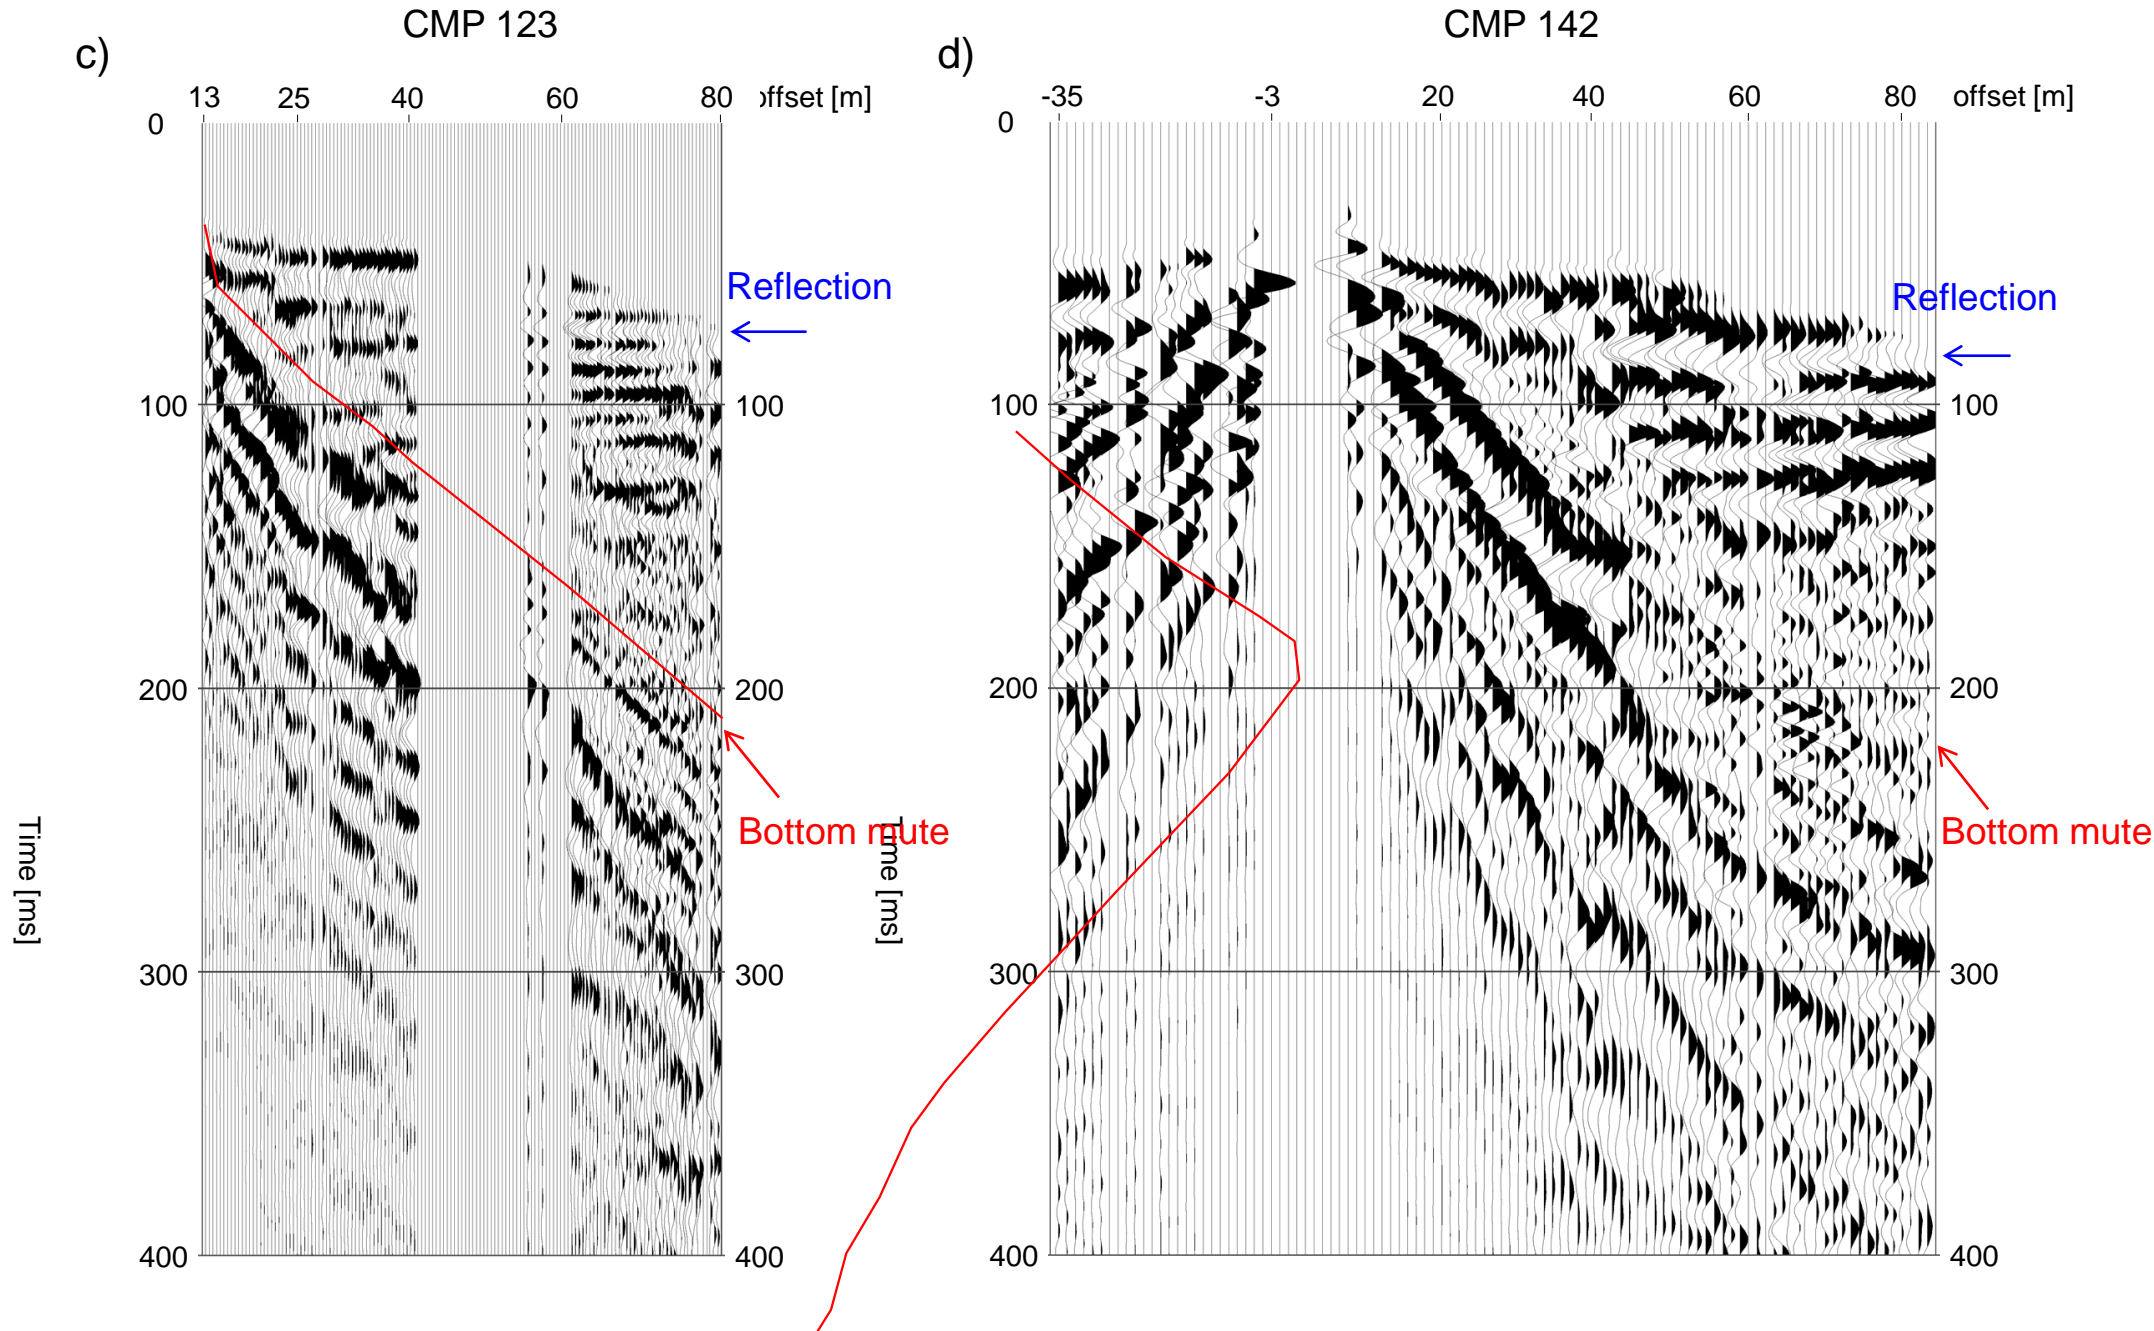 CMP 123
CMP 142
c)
d)
13 25 40 60 80 offset [m]
-35 -3 20 40 60 80 offset [m]
0
0
Reflection
Reflection
100 100 100 100
200 200 200 200
Bottom mute
Bottom mute
Time [ms]
Time [ms]
300 300 300 300
400 400 400 400